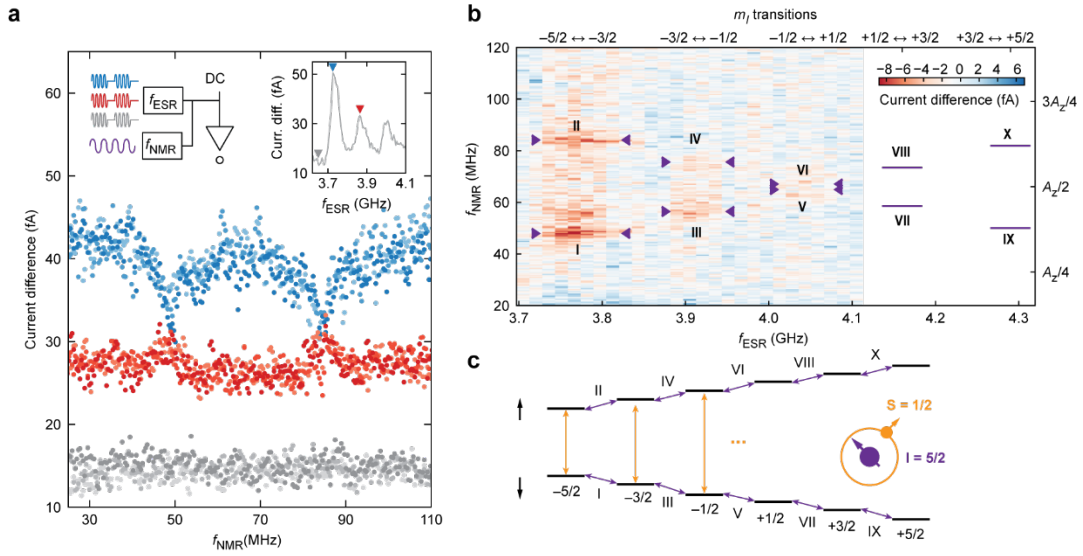 a
65
60
50
40
30
20
10
Current difference (fA)
30
50
70
90
110
f_NMR(MHz)
DC
f_ESR
f_NMR
50
30
10
Curr. diff. (fA)
3.7
3.9
4.1
f_ESR (GHz)
b
m_I transitions
−5/2 ↔ −3/2
−3/2 ↔ −1/2
−1/2 ↔ +1/2
+1/2 ↔ +3/2
+3/2 ↔ +5/2
120
100
80
60
40
20
f_NMR (MHz)
−8 −6 −4 −2 0 2 4 6
Current difference (fA)
II
IV
VI
VIII
X
I
III
V
VII
IX
3A_z/4
A_z/2
A_z/4
3.7
3.8
3.9
4.0
4.1
4.2
4.3
f_ESR (GHz)
c
II
IV
VI
VIII
X
S = 1/2
I = 5/2
...
−5/2
I
−3/2
III
−1/2
V
+1/2
VII
+3/2
IX
+5/2